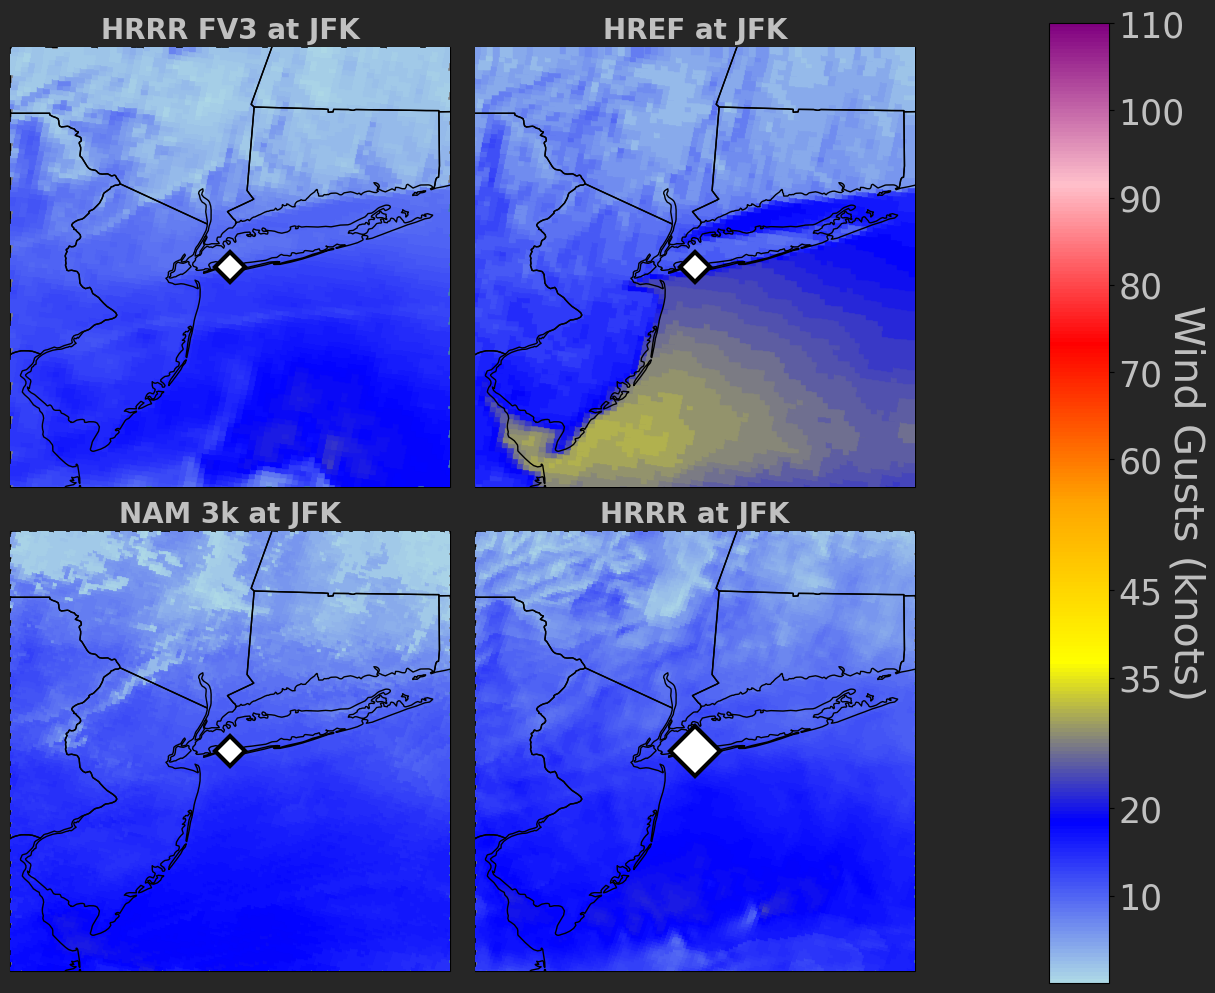 HRRR FV3 at JFK
HREF at JFK
NAM 3k at JFK
HRRR at JFK
110
100
90
80
70
60
45
35
20
10
Wind Gusts (knots)